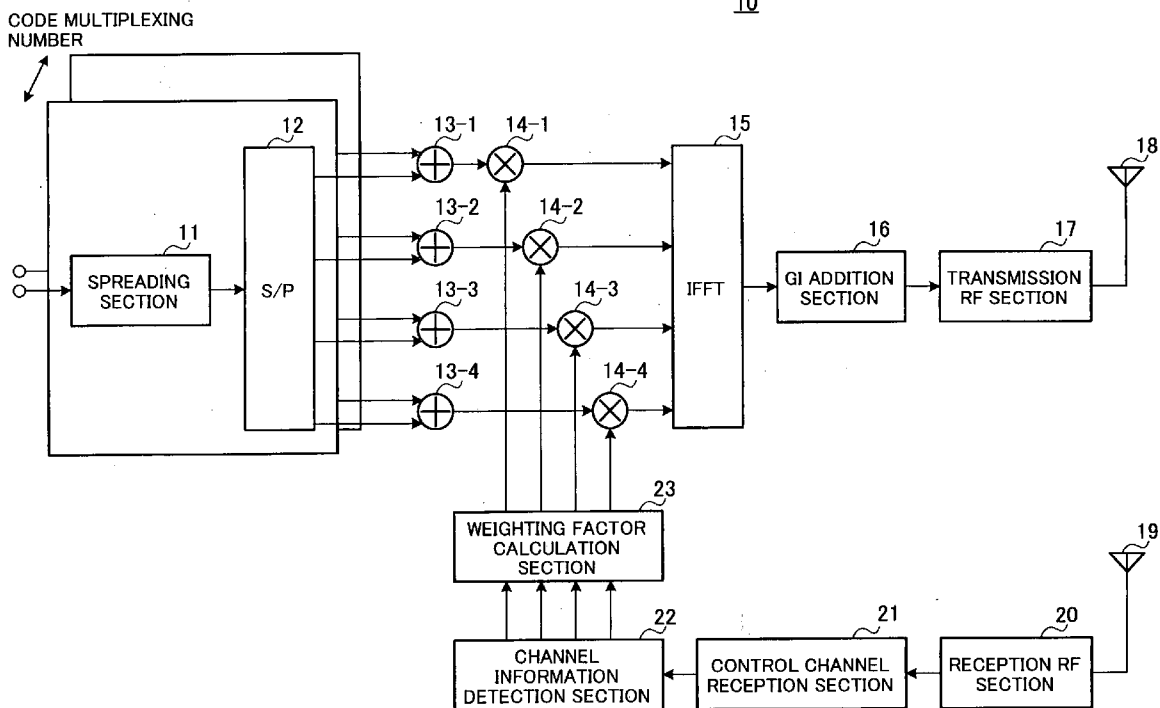 10
CODE MULTIPLEXING
NUMBER
12
13-1
14-1
15
18
11
13-2
14-2
16
17
SPREADING
SECTION
S/P
13-3
14-3
IFFT
GI ADDITION
SECTION
TRANSMISSION
RF SECTION
13-4
14-4
23
WEIGHTING FACTOR
CALCULATION
SECTION
19
22
21
20
CHANNEL
INFORMATION
DETECTION SECTION
CONTROL CHANNEL
RECEPTION SECTION
RECEPTION RF
SECTION